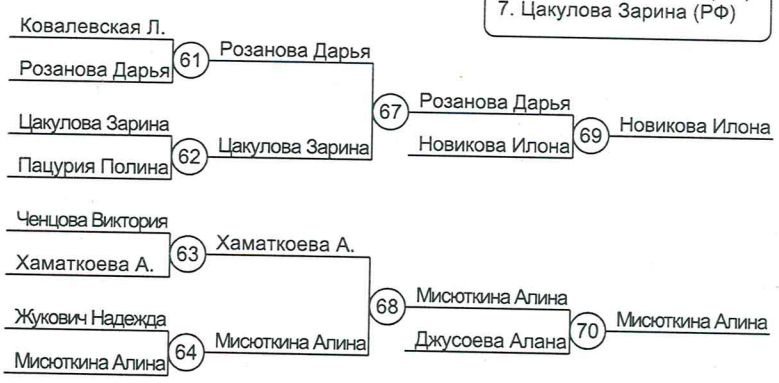 7. Цакулова Зарина (РФ)
Ковалевская Л.
Розанова Дарья
61
Розанова Дарья
Цакулова Зарина
Пацурия Полина
62
Цакулова Зарина
67
Розанова Дарья
Новикова Илона
69
Новикова Илона
Ченцова Виктория
Хаматкоева А.
63
Хаматкоева А.
Жукович Надежда
Мисюткина Алина
64
Мисюткина Алина
68
Мисюткина Алина
Джусоева Алана
70
Мисюткина Алина